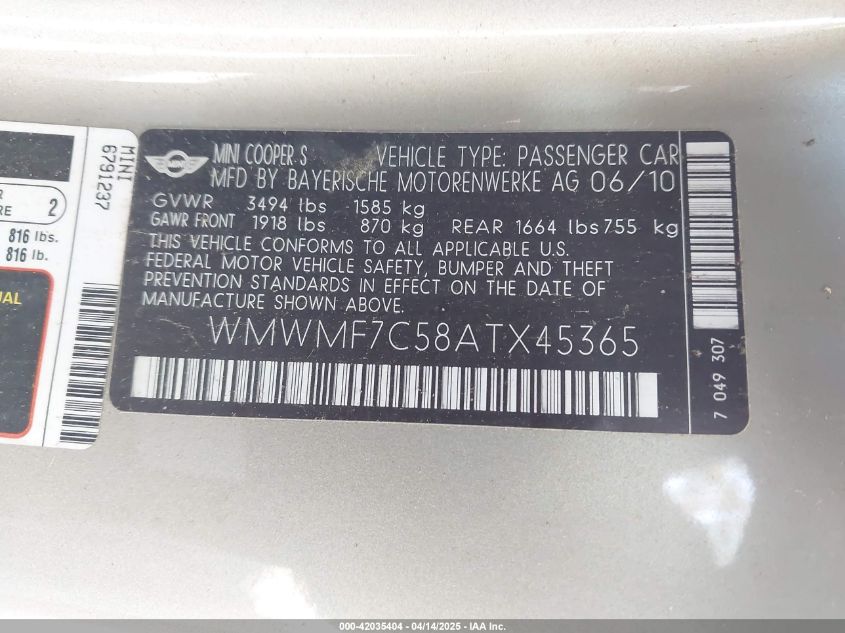 MINI
6791237
2
816 lbs.
816 lb.
MINI COOPER S VEHICLE TYPE: PASSENGER CAR
MFD BY BAYERISCHE MOTORENWERKE AG 06/10
GVWR 3494 lbs 1585 kg
GAWR FRONT 1918 lbs 870 kg REAR 1664 lbs 755 kg
THIS VEHICLE CONFORMS TO ALL APPLICABLE U.S.
FEDERAL MOTOR VEHICLE SAFETY, BUMPER AND THEFT
PREVENTION STANDARDS IN EFFECT ON THE DATE OF
MANUFACTURE SHOWN ABOVE.
WMWMF7C58ATX45365
7 049 307
000-42035404 - 04/14/2025 - IAA Inc.